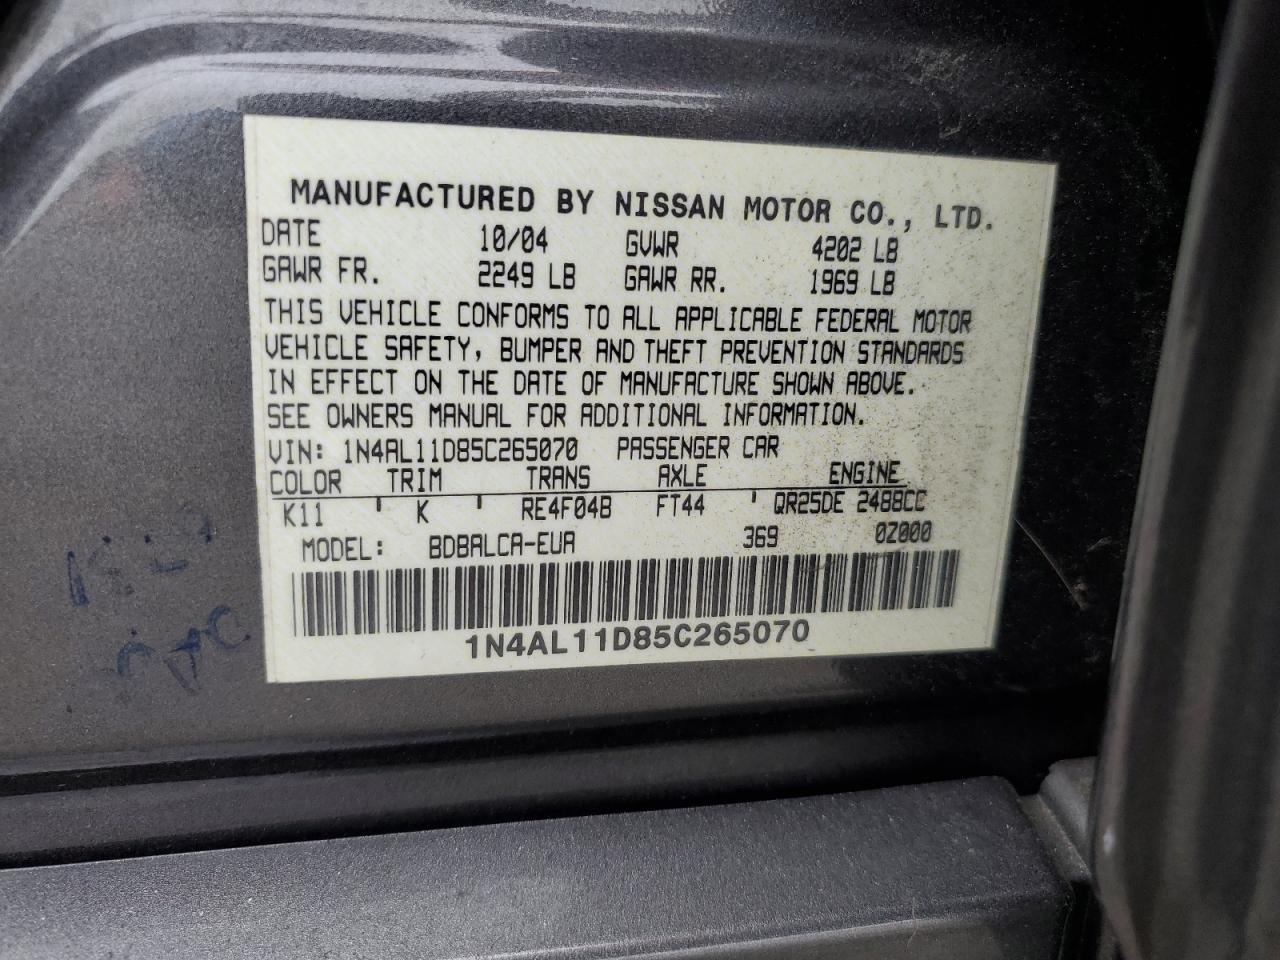 MANUFACTURED BY NISSAN MOTOR CO., LTD.
DATE 10/04 GVWR 4202 LB
GAWR FR. 2249 LB GAWR RR. 1969 LB
THIS VEHICLE CONFORMS TO ALL APPLICABLE FEDERAL MOTOR
VEHICLE SAFETY, BUMPER AND THEFT PREVENTION STANDARDS
IN EFFECT ON THE DATE OF MANUFACTURE SHOWN ABOVE.
SEE OWNERS MANUAL FOR ADDITIONAL INFORMATION.
VIN: 1N4AL11D85C265070 PASSENGER CAR
COLOR TRIM TRANS AXLE ENGINE
K11 ' K ' RE4F04B FT44 ' QR25DE 2488CC
MODEL: BDBALCA-EUA 369 0Z000
1N4AL11D85C265070